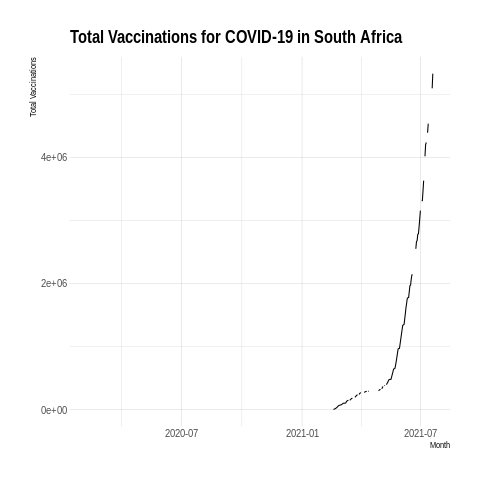 Total Vaccinations for COVID-19 in South Africa
Total Vaccinations
4e+06
2e+06
0e+00
2020-07
2021-01
2021-07
Month